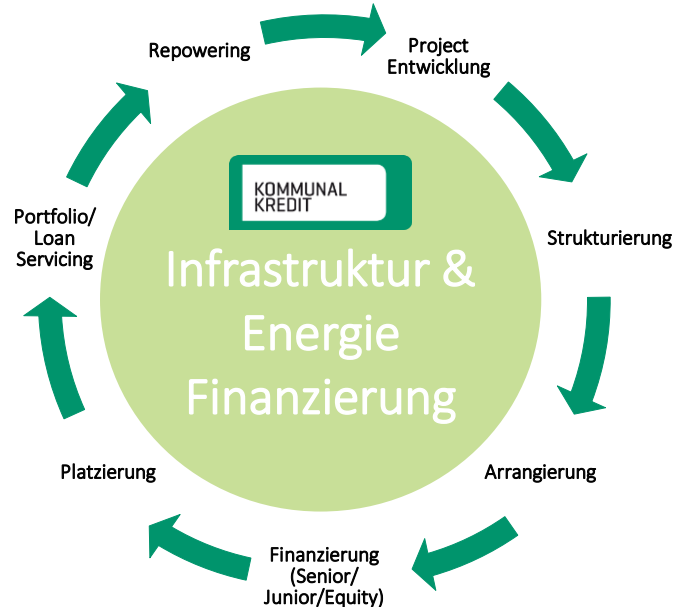 Repowering
Project
Entwicklung
KOMMUNAL
KREDIT
Portfolio/
Loan
Servicing
Strukturierung
Infrastruktur &
Energie
Finanzierung
Platzierung
Arrangierung
Finanzierung
(Senior/
Junior/Equity)